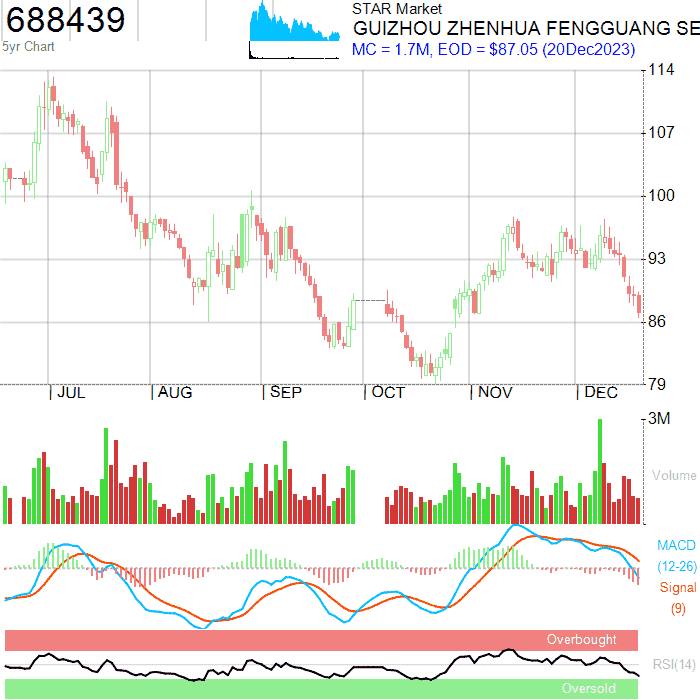 688439
5yr Chart
STAR Market
GUIZHOU ZHENHUA FENGGUANG SE
MC = 1.7M, EOD = $87.05 (20Dec2023)
114
107
100
93
86
79
JUL AUG SEP OCT NOV DEC
3M
Volume
MACD
(12-26)
Signal
(9)
Overbought
RSI(14)
Oversold